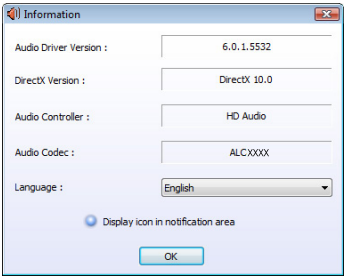 Information
Audio Driver Version : 6.0.1.5532
DirectX Version : DirectX 10.0
Audio Controller : HD Audio
Audio Codec : ALCXXXX
Language : English
Display icon in notification area
OK